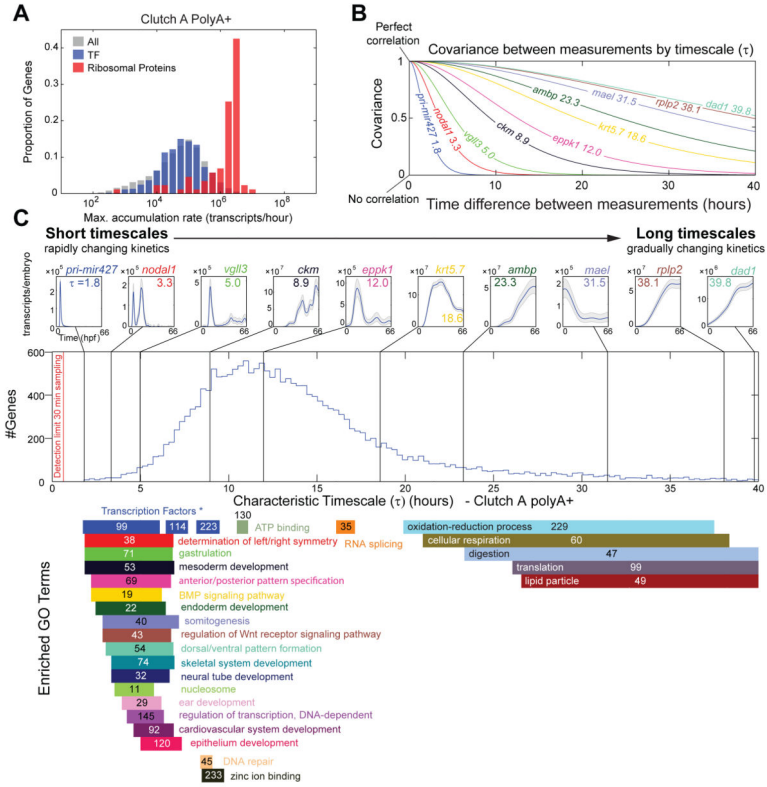 A
Clutch A PolyA+
All
TF
Ribosomal Proteins
Proportion of Genes
0.4
0.2
0
10²
10⁴
10⁶
10⁸
Max. accumulation rate (transcripts/hour)
B
Perfect correlation
Covariance between measurements by timescale (τ)
Covariance
1
0.5
0
No correlation
pri-mir427 1.8
nodal1 3.3
vgll3 5.0
ckm 8.9
eppk1 12.0
ambp 23.3
krt5.7 18.6
mael 31.5
rplp2 38.1
dad1 39.8
0 10 20 30 40
Time difference between measurements (hours)
C
Short timescales
rapidly changing kinetics
Long timescales
gradually changing kinetics
transcripts/embryo
pri-mir427
τ =1.8
nodal1
3.3
vgll3
5.0
ckm
8.9
eppk1
12.0
krt5.7
18.6
ambp
23.3
mael
31.5
rplp2
38.1
dad1
39.8
Time (hpf)
#Genes
600
400
200
0
Detection limit 30 min sampling
0 5 10 15 20 25 30 35 40
Characteristic Timescale (τ) (hours) - Clutch A polyA+
Enriched GO Terms
Transcription Factors *
99 114 223
130
ATP binding
35
RNA splicing
oxidation-reduction process 229
38 determination of left/right symmetry
cellular respiration 60
71 gastrulation
digestion 47
53 mesoderm development
translation 99
69 anterior/posterior pattern specification
lipid particle 49
19 BMP signaling pathway
22 endoderm development
40 somitogenesis
43 regulation of Wnt receptor signaling pathway
54 dorsal/ventral pattern formation
74 skeletal system development
32 neural tube development
11 nucleosome
29 ear development
145 regulation of transcription, DNA-dependent
92 cardiovascular system development
120 epithelium development
45 DNA repair
233 zinc ion binding